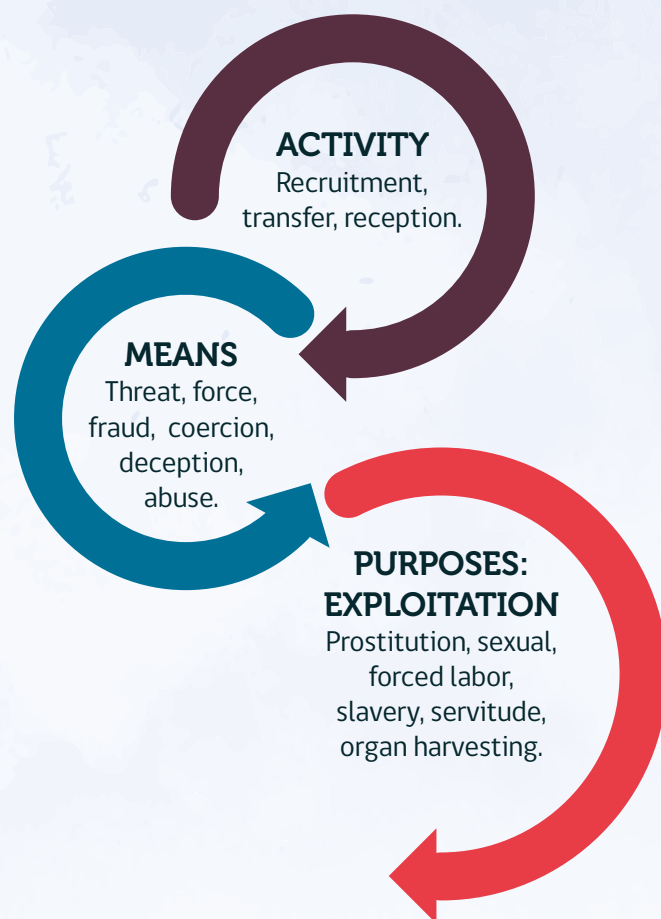 ACTIVITY
Recruitment,
transfer, reception.
MEANS
Threat, force,
fraud, coercion,
deception,
abuse.
PURPOSES:
EXPLOITATION
Prostitution, sexual,
forced labor,
slavery, servitude,
organ harvesting.